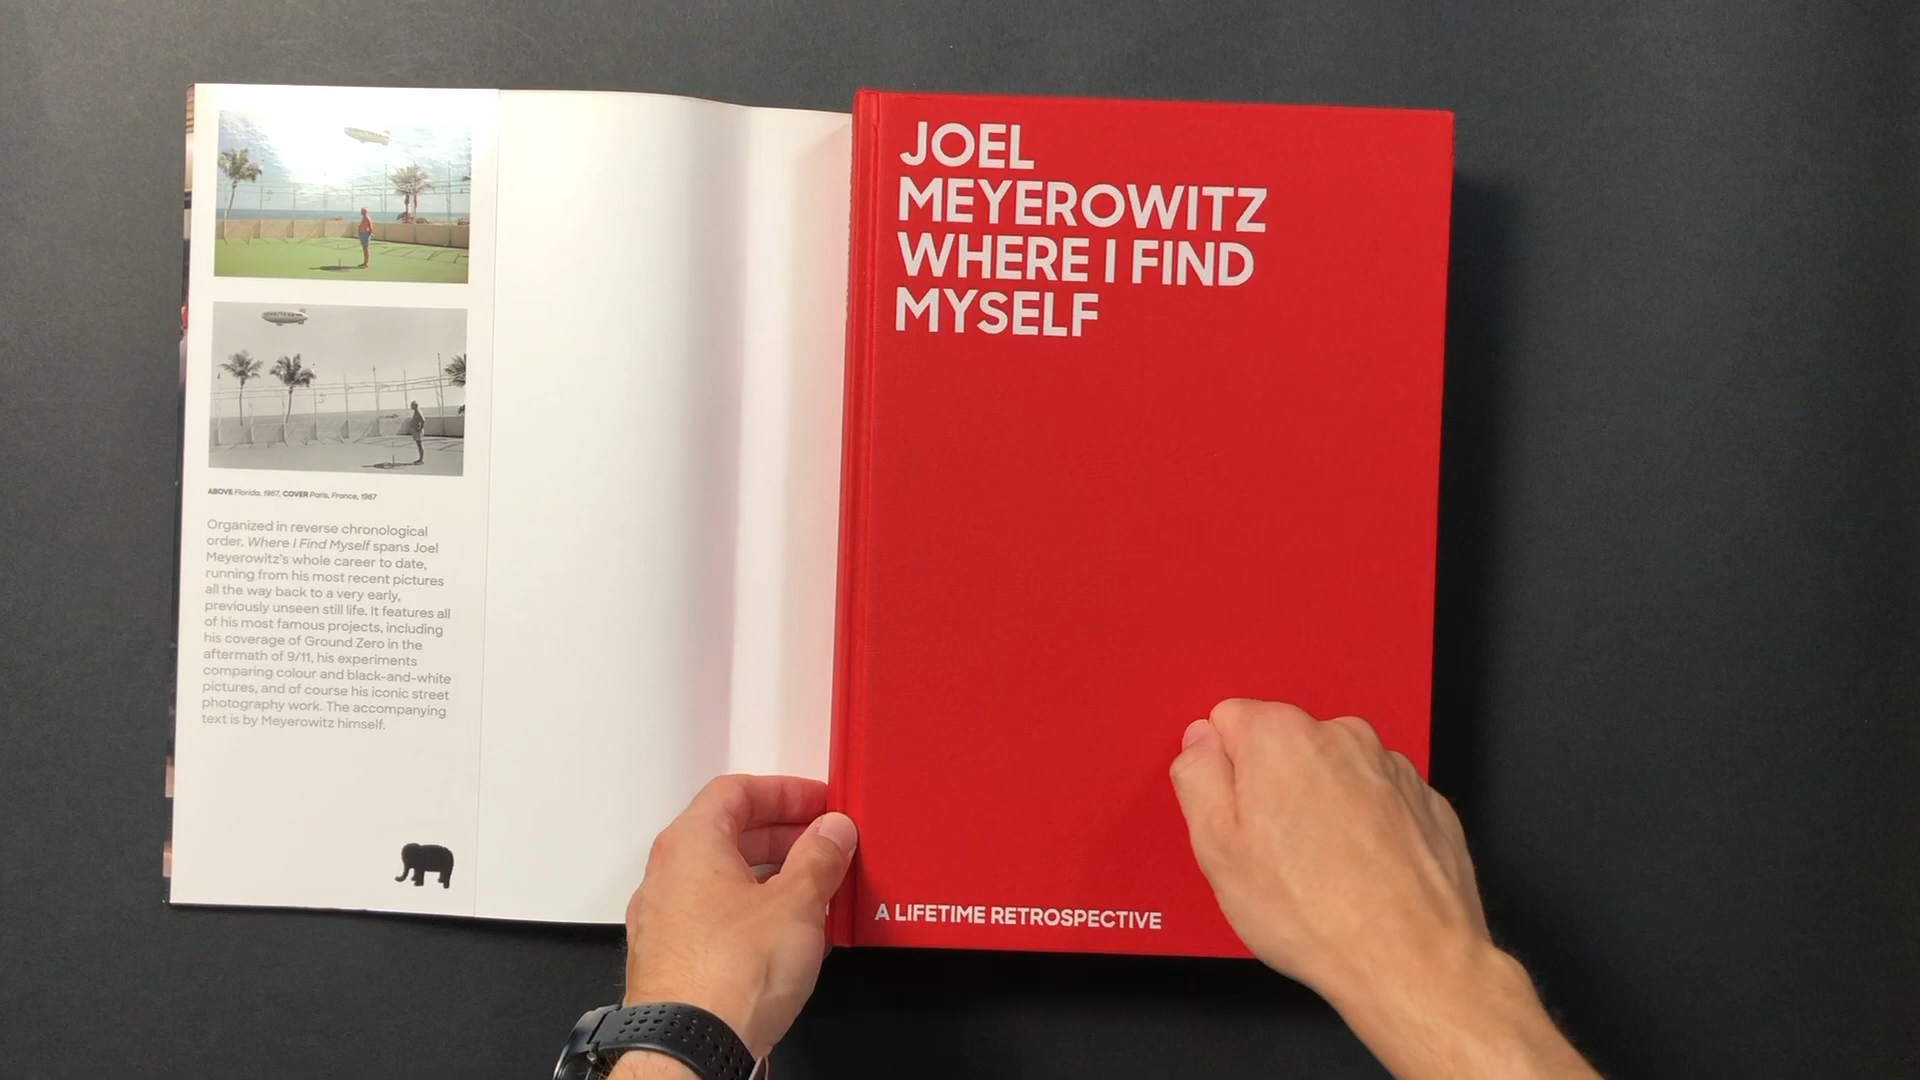 ABOVE Florida, 1967, COVER Paris, France, 1967
Organized in reverse chronological
order, Where I Find Myself spans Joel
Meyerowitz's whole career to date,
running from his most recent pictures
all the way back to a very early,
previously unseen still life. It features all
of his most famous projects, including
his coverage of Ground Zero in the
aftermath of 9/11, his experiments
comparing colour and black-and-white
pictures, and of course his iconic street
photography work. The accompanying
text is by Meyerowitz himself.
JOEL
MEYEROWITZ
WHERE I FIND
MYSELF
A LIFETIME RETROSPECTIVE